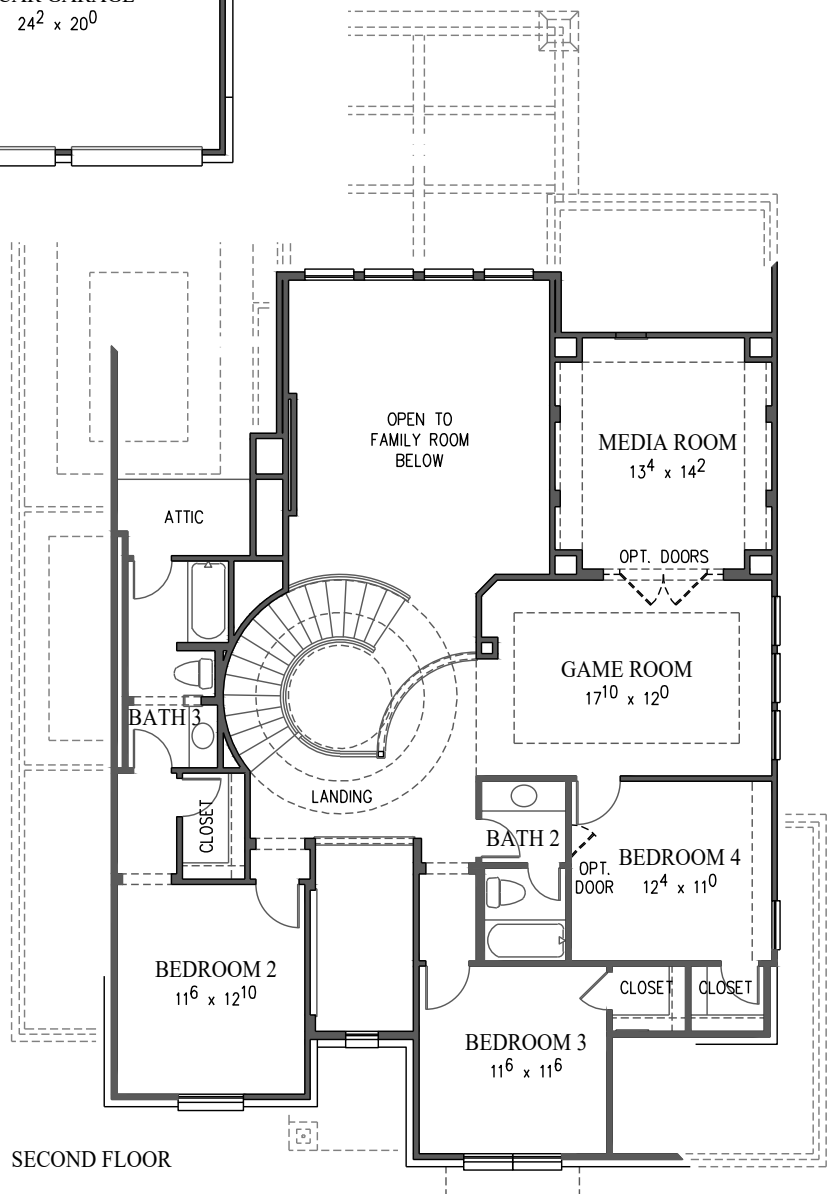 24² x 20⁰
OPEN TO
FAMILY ROOM
BELOW
MEDIA ROOM
13⁴ x 14²
ATTIC
OPT. DOORS
GAME ROOM
17¹⁰ x 12⁰
BATH 3
LANDING
CLOSET
BATH 2
OPT.
DOOR
BEDROOM 4
12⁴ x 11⁰
BEDROOM 2
11⁶ x 12¹⁰
CLOSET
CLOSET
BEDROOM 3
11⁶ x 11⁶
SECOND FLOOR